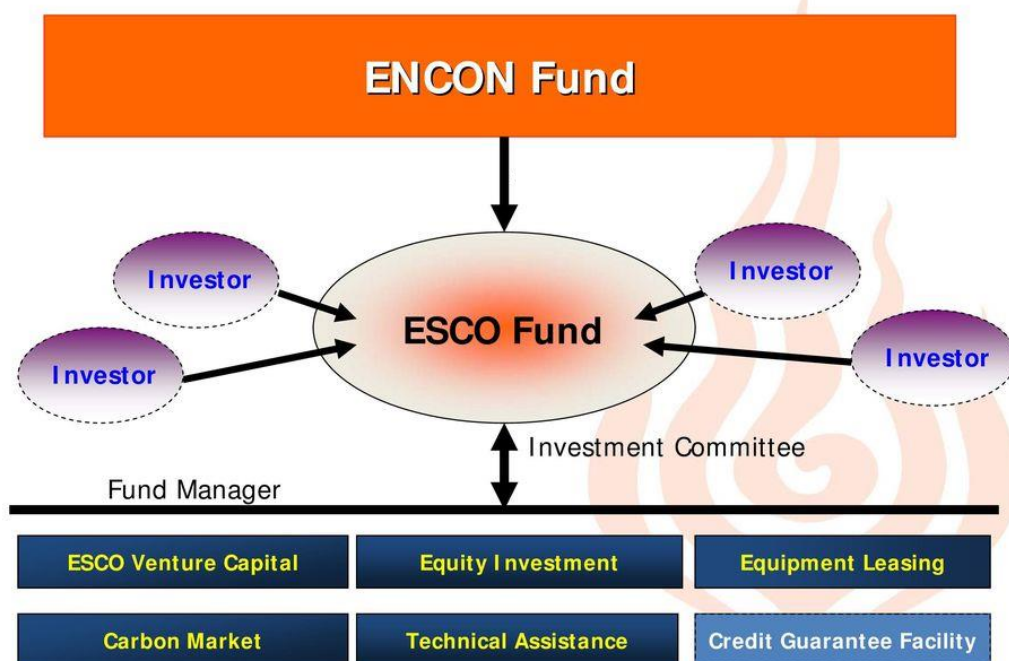 ENCON Fund
Investor
Investor
Investor
Investor
ESCO Fund
Investment Committee
Fund Manager
ESCO Venture Capital
Equity Investment
Equipment Leasing
Carbon Market
Technical Assistance
Credit Guarantee Facility